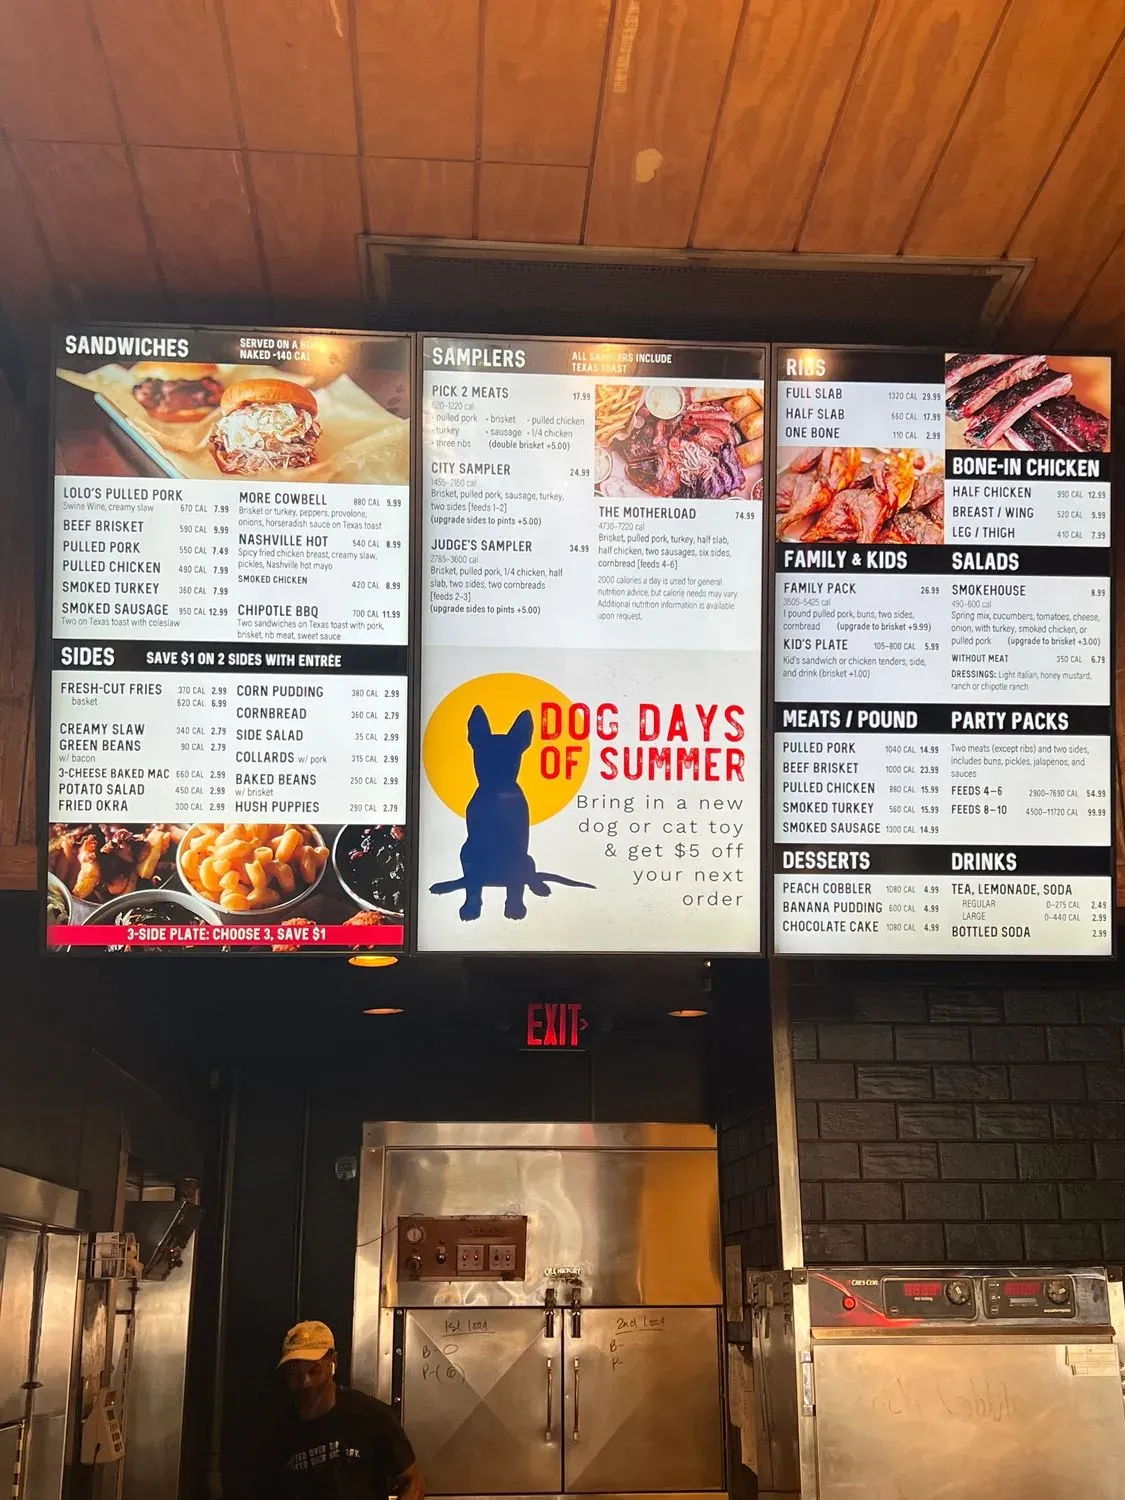 SANDWICHES
SERVED ON A
NAKED -140 CAL
LOLO'S PULLED PORK
Swine Wine, creamy slaw 670 CAL 7.99
BEEF BRISKET 590 CAL 9.99
PULLED PORK 550 CAL 7.49
PULLED CHICKEN 490 CAL 7.99
SMOKED TURKEY 360 CAL 7.99
SMOKED SAUSAGE 950 CAL 12.99
Two on Texas toast with coleslaw
MORE COWBELL 880 CAL 9.99
Brisket or turkey, peppers, provolone,
onions, horseradish sauce on Texas toast
NASHVILLE HOT 540 CAL 8.99
Spicy fried chicken breast, creamy slaw,
pickles, Nashville hot mayo
SMOKED CHICKEN 420 CAL 8.99
CHIPOTLE BBQ 700 CAL 11.99
Two sandwiches on Texas toast with pork,
brisket, rib meat, sweet sauce
SIDES SAVE $1 ON 2 SIDES WITH ENTRÉE
FRESH-CUT FRIES 370 CAL 2.99
basket 620 CAL 6.99
CREAMY SLAW 340 CAL 2.79
GREEN BEANS 90 CAL 2.79
w/ bacon
3-CHEESE BAKED MAC 660 CAL 2.99
POTATO SALAD 450 CAL 2.99
FRIED OKRA 300 CAL 2.99
CORN PUDDING 380 CAL 2.99
CORNBREAD 360 CAL 2.79
SIDE SALAD 35 CAL 2.99
COLLARDS w/ pork 315 CAL 2.99
BAKED BEANS 250 CAL 2.99
w/ brisket
HUSH PUPPIES 290 CAL 2.79
3-SIDE PLATE: CHOOSE 3, SAVE $1
SAMPLERS
ALL SAMPLERS INCLUDE
TEXAS TOAST
PICK 2 MEATS 17.99
620-1220 cal
• pulled pork • brisket • pulled chicken
• turkey • sausage • 1/4 chicken
• three ribs (double brisket +5.00)
CITY SAMPLER 24.99
1455-2160 cal
Brisket, pulled pork, sausage, turkey,
two sides [feeds 1-2]
(upgrade sides to pints +5.00)
JUDGE'S SAMPLER 34.99
2785-3600 cal
Brisket, pulled pork, 1/4 chicken, half
slab, two sides, two cornbreads
[feeds 2-3]
(upgrade sides to pints +5.00)
THE MOTHERLOAD 74.99
4730-7220 cal
Brisket, pulled pork, turkey, half slab,
half chicken, two sausages, six sides,
cornbread [feeds 4-6]
2000 calories a day is used for general
nutrition advice, but calorie needs may vary.
Additional nutrition information is available
upon request.
DOG DAYS
OF SUMMER
Bring in a new
dog or cat toy
& get $5 off
your next
order
RIBS
FULL SLAB 1320 CAL 29.99
HALF SLAB 660 CAL 17.99
ONE BONE 110 CAL 2.99
BONE-IN CHICKEN
HALF CHICKEN 990 CAL 12.99
BREAST / WING 520 CAL 9.99
LEG / THIGH 410 CAL 7.99
FAMILY & KIDS
FAMILY PACK 26.99
3505-5425 cal
1 pound pulled pork, buns, two sides,
cornbread (upgrade to brisket +9.99)
KID'S PLATE 105-800 CAL 5.99
Kid's sandwich or chicken tenders, side,
and drink (brisket +1.00)
SALADS
SMOKEHOUSE 8.99
490-600 cal
Spring mix, cucumbers, tomatoes, cheese,
onion, with turkey, smoked chicken, or
pulled pork (upgrade to brisket +3.00)
WITHOUT MEAT 350 CAL 6.79
DRESSINGS: Light Italian, honey mustard,
ranch or chipotle ranch
MEATS / POUND
PULLED PORK 1040 CAL 14.99
BEEF BRISKET 1000 CAL 23.99
PULLED CHICKEN 880 CAL 15.99
SMOKED TURKEY 560 CAL 15.99
SMOKED SAUSAGE 1300 CAL 14.99
PARTY PACKS
Two meats (except ribs) and two sides,
includes buns, pickles, jalapenos, and
sauces
FEEDS 4-6 2900-7690 CAL 54.99
FEEDS 8-10 4500-11720 CAL 99.99
DESSERTS
PEACH COBBLER 1080 CAL 4.99
BANANA PUDDING 600 CAL 4.99
CHOCOLATE CAKE 1080 CAL 4.99
DRINKS
TEA, LEMONADE, SODA
REGULAR 0-275 CAL 2.49
LARGE 0-440 CAL 2.99
BOTTLED SODA 2.99
EXIT
OLE HICKORY
1st load
B-0
P-(6)
2nd load
B-
P-
CRES COR